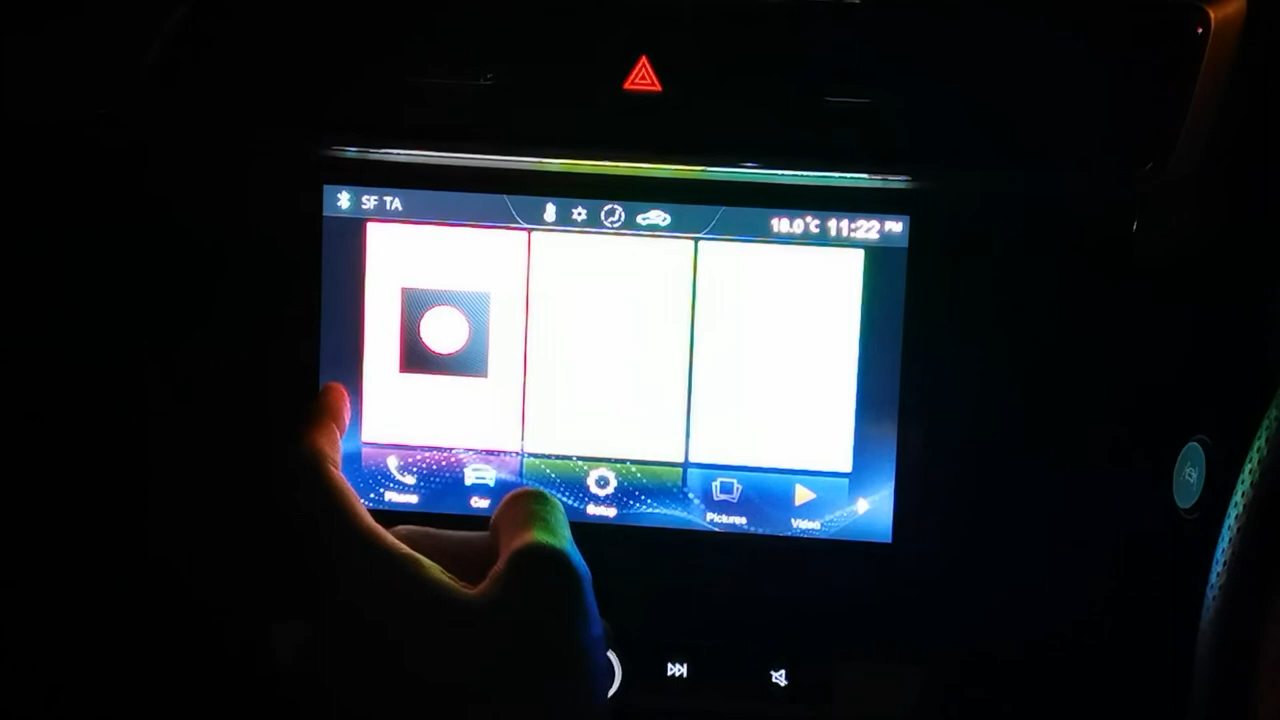 SF TA
18.0°C 11:22 PM
Phone
Car
Setup
Pictures
Video